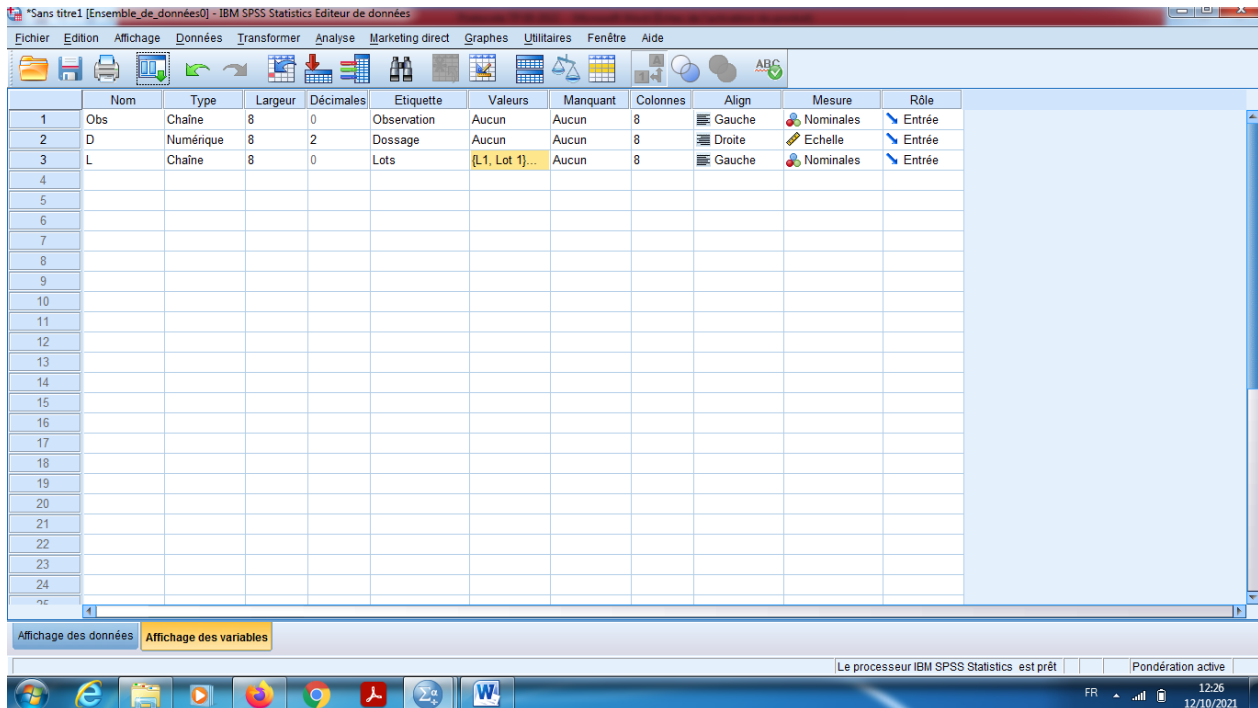 *Sans titre1 [Ensemble_de_données0] - IBM SPSS Statistics Editeur de données
Fichier Edition Affichage Données Transformer Analyse Marketing direct Graphes Utilitaires Fenêtre Aide
Nom Type Largeur Décimales Etiquette Valeurs Manquant Colonnes Align Mesure Rôle
1 Obs Chaîne 8 0 Observation Aucun Aucun 8 Gauche Nominales Entrée
2 D Numérique 8 2 Dossage Aucun Aucun 8 Droite Echelle Entrée
3 L Chaîne 8 0 Lots {L1, Lot 1}... Aucun 8 Gauche Nominales Entrée
4
5
6
7
8
9
10
11
12
13
14
15
16
17
18
19
20
21
22
23
24
25
Affichage des données Affichage des variables
Le processeur IBM SPSS Statistics est prêt Pondération active
FR 12:26
12/10/2021